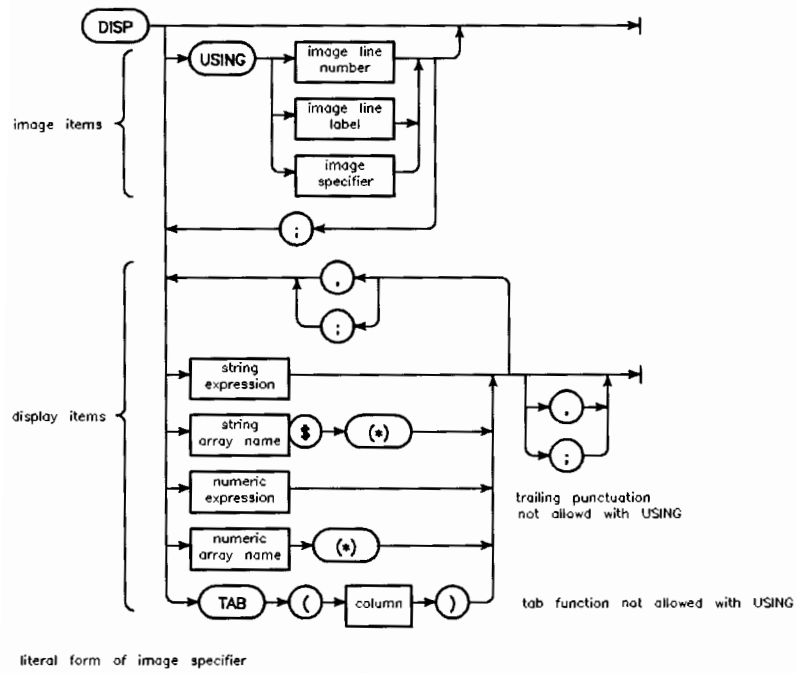 DISP
USING
image line
number
image items
image line
label
image
specifier
;
,
;
string
expression
display items
string
array name
$
(*)
,
;
numeric
expression
trailing punctuation
not allowd with USING
numeric
array name
(*)
TAB
(
column
)
tab function not allowed with USING
literal form of image specifier